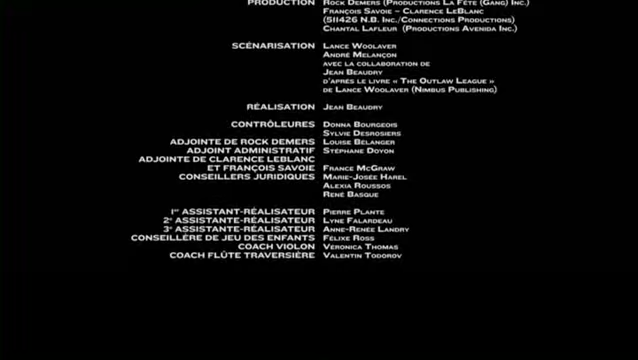 PRODUCTION ROCK DEMERS (PRODUCTIONS LA FÊTE (GANG) INC.)
FRANÇOIS SAVOIE – CLARENCE LEBLANC
(511426 N.B. INC./CONNECTIONS PRODUCTIONS)
CHANTAL LAFLEUR (PRODUCTIONS AVENIDA INC.)
SCÉNARISATION LANCE WOOLAVER
ANDRÉ MELANÇON
AVEC LA COLLABORATION DE
JEAN BEAUDRY
D'APRÈS LE LIVRE « THE OUTLAW LEAGUE »
DE LANCE WOOLAVER (NIMBUS PUBLISHING)
RÉALISATION JEAN BEAUDRY
CONTRÔLEURES DONNA BOURGEOIS
SYLVIE DESROSIERS
ADJOINTE DE ROCK DEMERS LOUISE BÉLANGER
ADJOINT ADMINISTRATIF STÉPHANE DOYON
ADJOINTE DE CLARENCE LEBLANC
ET FRANÇOIS SAVOIE FRANCE MCGRAW
CONSEILLERS JURIDIQUES MARIE-JOSÉE HAREL
ALEXIA ROUSSOS
RENÉ BASQUE
1er ASSISTANT-RÉALISATEUR PIERRE PLANTE
2e ASSISTANTE-RÉALISATEUR LYNE FALARDEAU
3e ASSISTANTE-RÉALISATEUR ANNE-RENÉE LANDRY
CONSEILLÈRE DE JEU DES ENFANTS FÉLIXE ROSS
COACH VIOLON VERONICA THOMAS
COACH FLÛTE TRAVERSIÈRE VALENTIN TODOROV